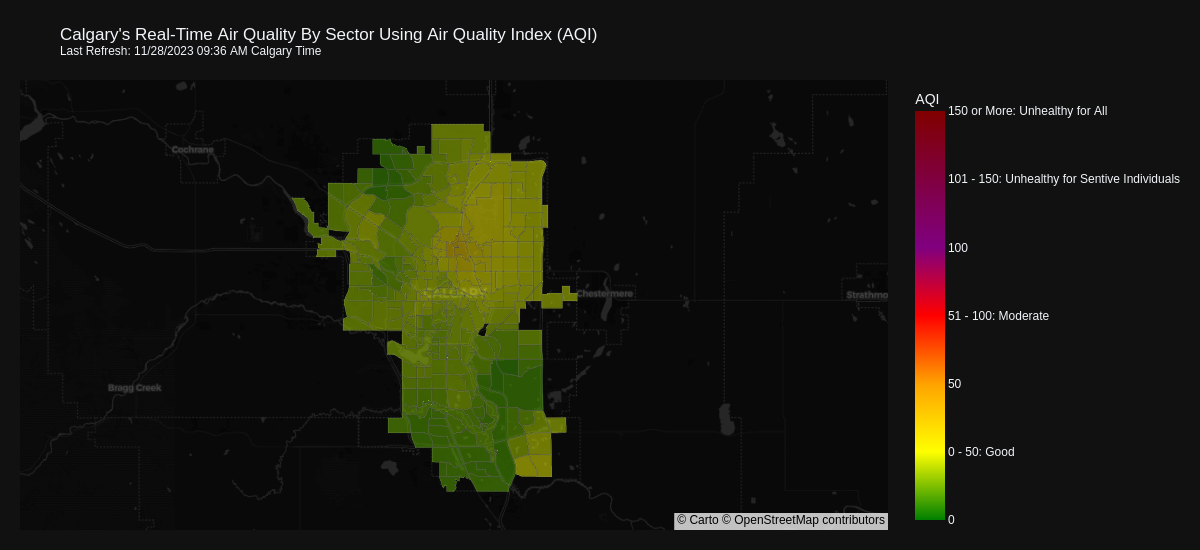 Calgary's Real-Time Air Quality By Sector Using Air Quality Index (AQI)
Last Refresh: 11/28/2023 09:36 AM Calgary Time
AQI
150 or More: Unhealthy for All
Cochrane
101 - 150: Unhealthy for Sentive Individuals
100
CALGARY
Chestermere
Strathmo
51 - 100: Moderate
50
Bragg Creek
0 - 50: Good
0
© Carto © OpenStreetMap contributors